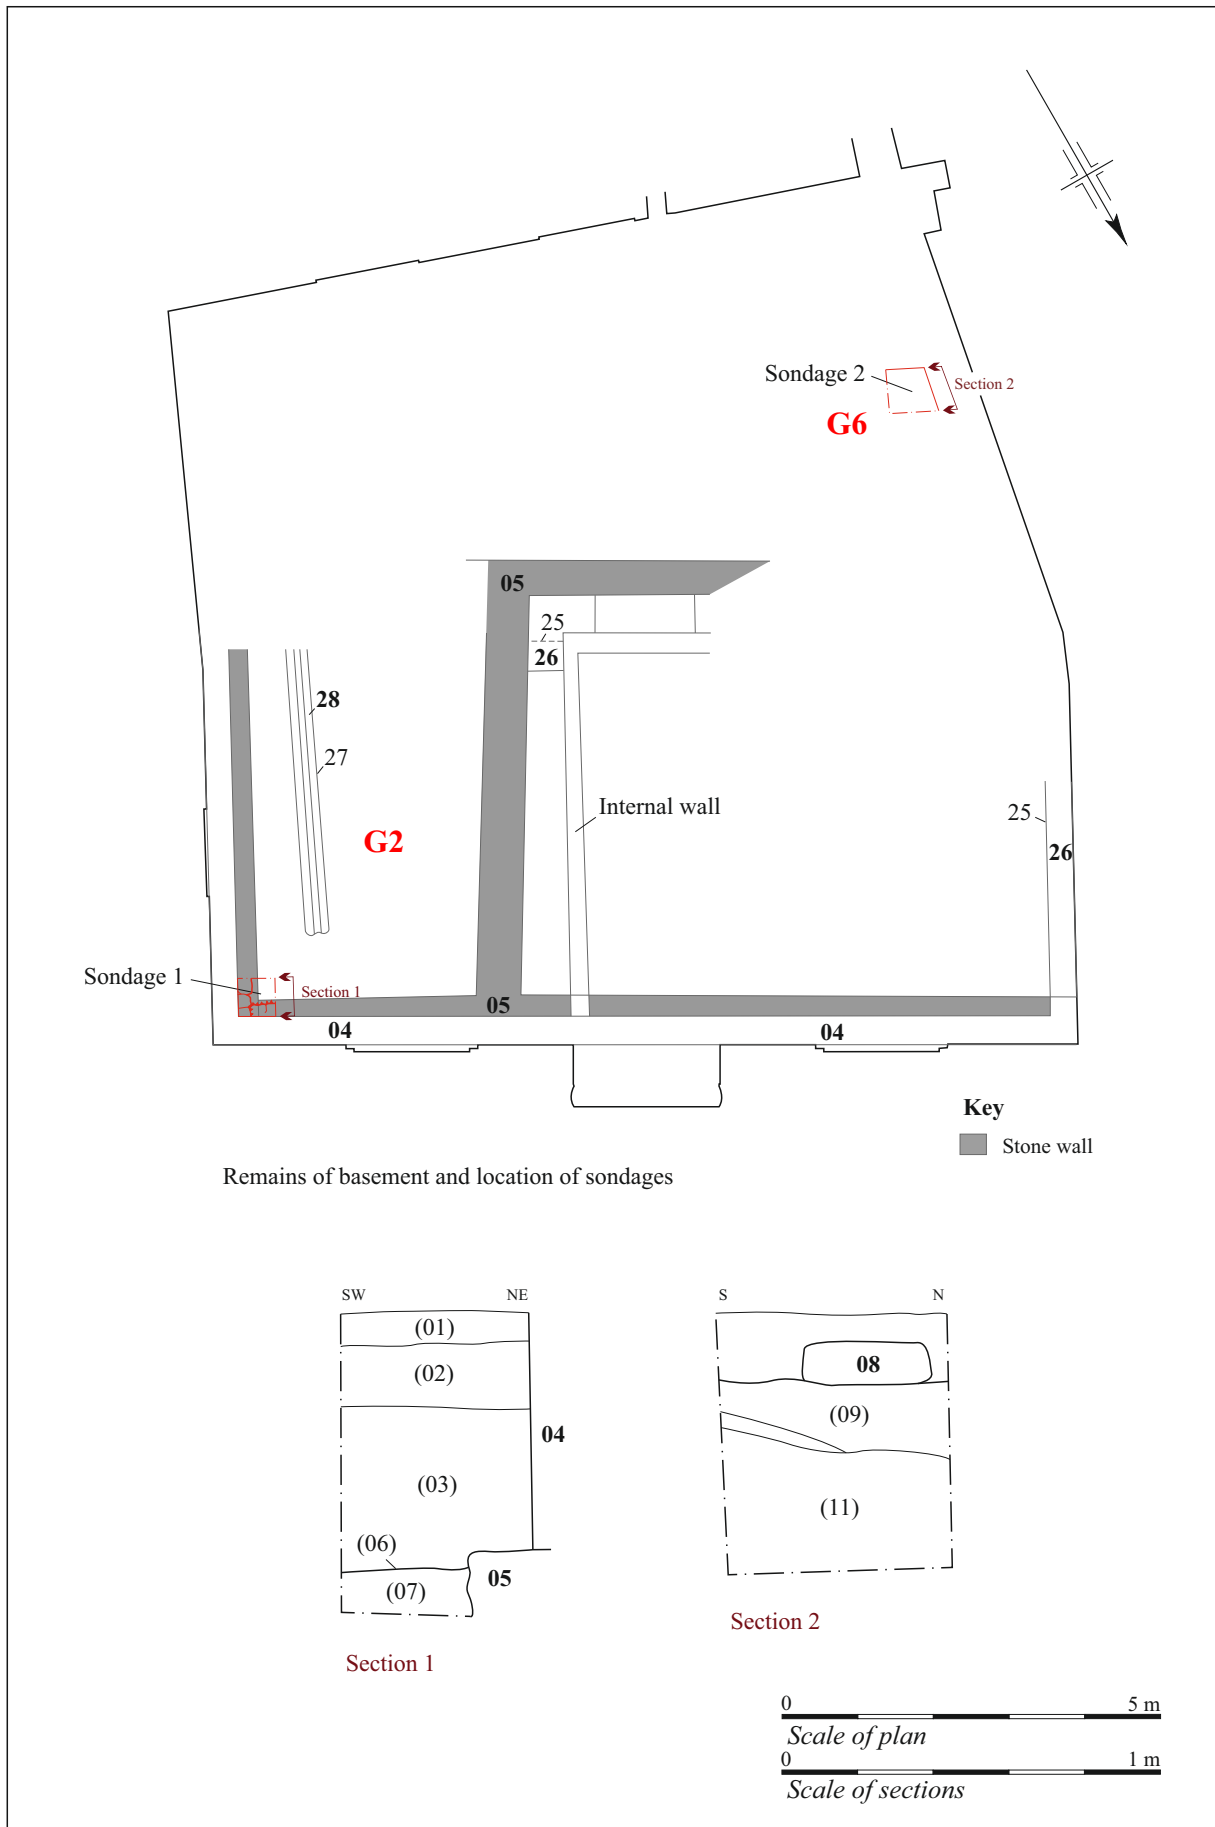 Sondage 2
Section 2
G6
05
25
26
28
27
Internal wall
G2
25
26
Sondage 1
Section 1
05
04
04
Key
Stone wall
Remains of basement and location of sondages
SW NE
(01)
(02)
04
(03)
(06)
(07)
05
Section 1
S N
08
(09)
(11)
Section 2
0 5 m
Scale of plan
0 1 m
Scale of sections